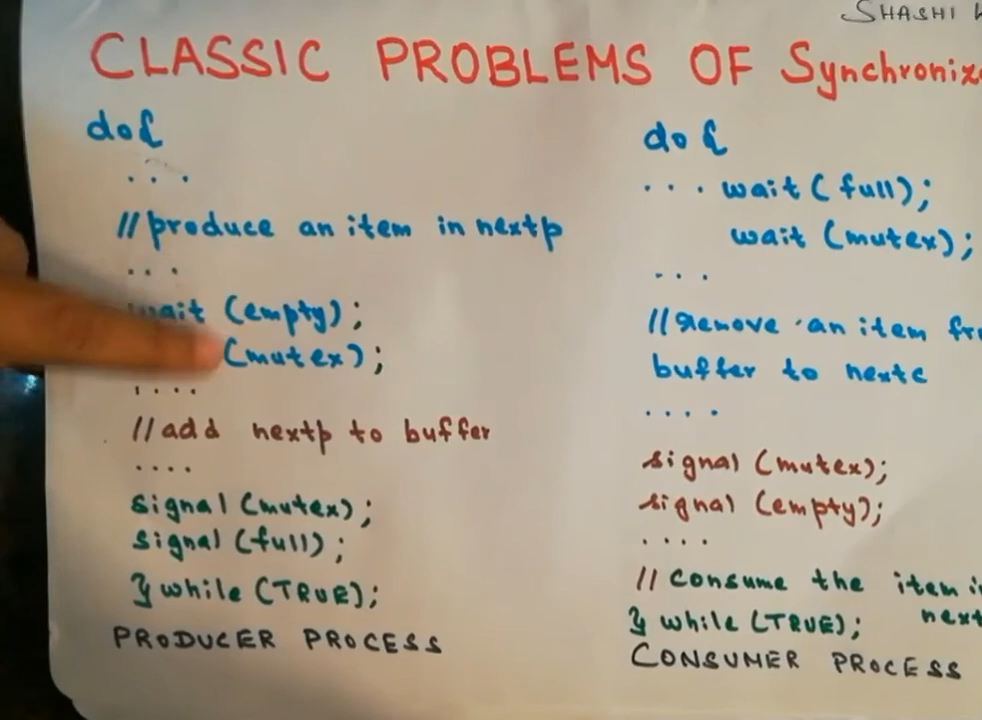 SHASHI
CLASSIC PROBLEMS OF
do{
...
//produce an item in nextp
...
wait (empty);
(mutex);
....
//add nextp to buffer
....
signal (mutex);
signal (full);
} while (TRUE);
PRODUCER PROCESS
do {
... wait (full);
wait (mutex);
...
//remove an item
buffer to nextc
....
signal (mutex);
signal (empty);
....
// consume the item
} while (TRUE);
CONSUMER PROCESS